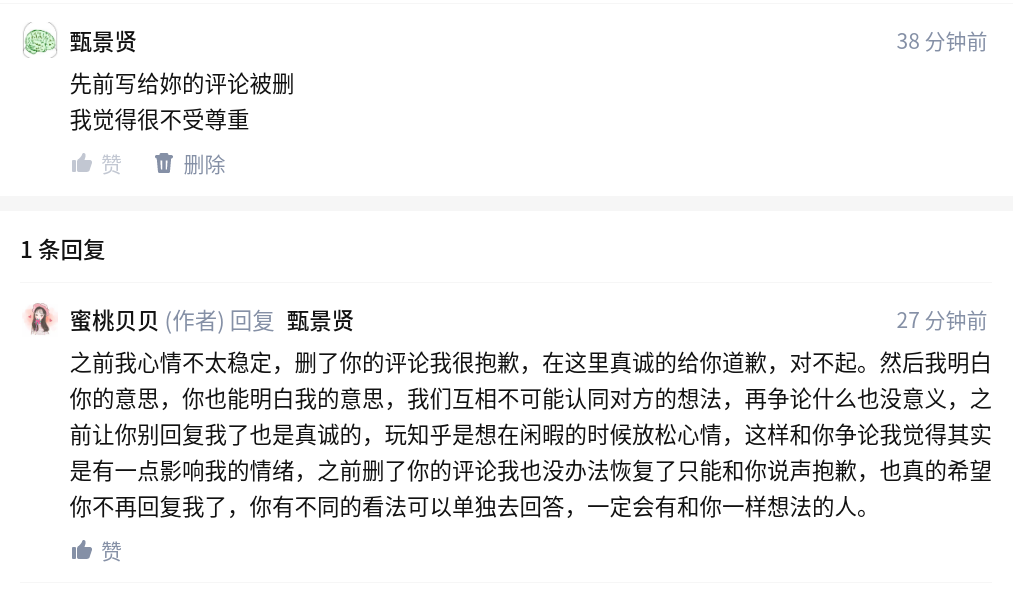 甄景贤
38 分钟前
先前写给妳的评论被删
我觉得很不受尊重
赞 删除
1 条回复
蜜桃贝贝 (作者) 回复 甄景贤
27 分钟前
之前我心情不太稳定，删了你的评论我很抱歉，在这里真诚的给你道歉，对不起。然后我明白
你的意思，你也能明白我的意思，我们互相不可能认同对方的想法，再争论什么也没意义，之
前让你别回复我了也是真诚的，玩知乎是想在闲暇的时候放松心情，这样和你争论我觉得其实
是有一点影响我的情绪，之前删了你的评论我也没办法恢复了只能和你说声抱歉，也真的希望
你不再回复我了，你有不同的看法可以单独去回答，一定会有和你一样想法的人。
赞